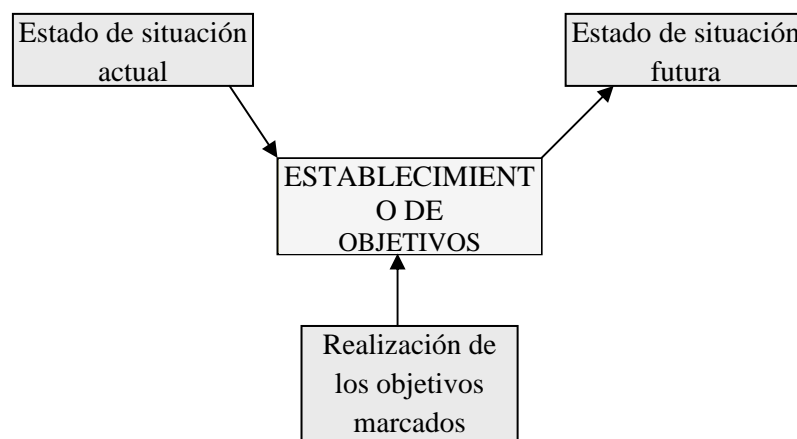 Estado de situación
actual
Estado de situación
futura
ESTABLECIMIENT
O DE
OBJETIVOS
Realización de
los objetivos
marcados